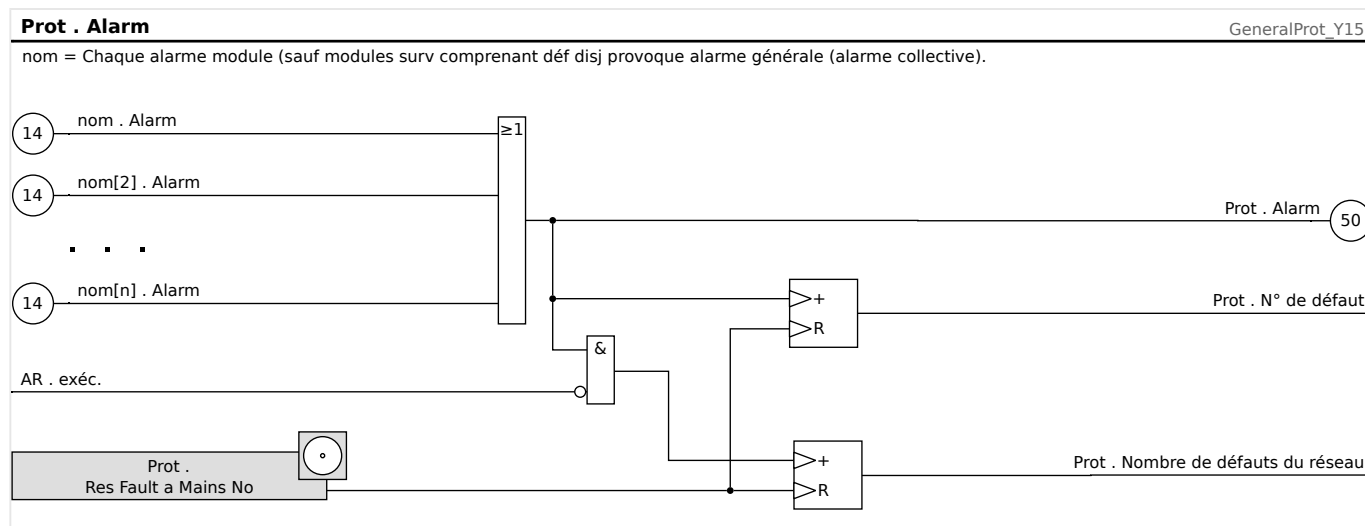 Prot . Alarm
GeneralProt_Y15
nom = Chaque alarme module (sauf modules surv comprenant déf disj provoque alarme générale (alarme collective).
14
nom . Alarm
≥1
14
nom[2] . Alarm
Prot . Alarm
50
. . .
14
nom[n] . Alarm
+
R
Prot . N° de défaut
&
AR . exéc.
Prot .
Res Fault a Mains No
+
R
Prot . Nombre de défauts du réseau